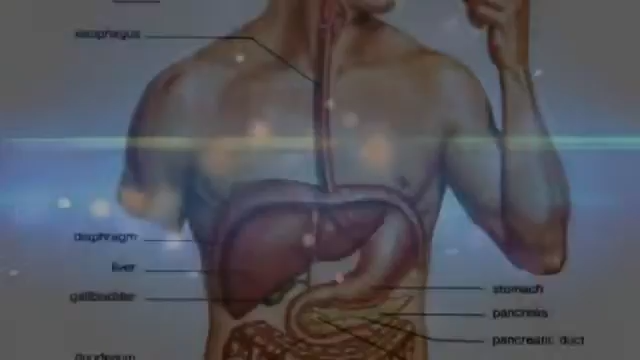 esophagus
diaphragm
liver
gallbladder
duodenum
stomach
pancreas
pancreatic duct